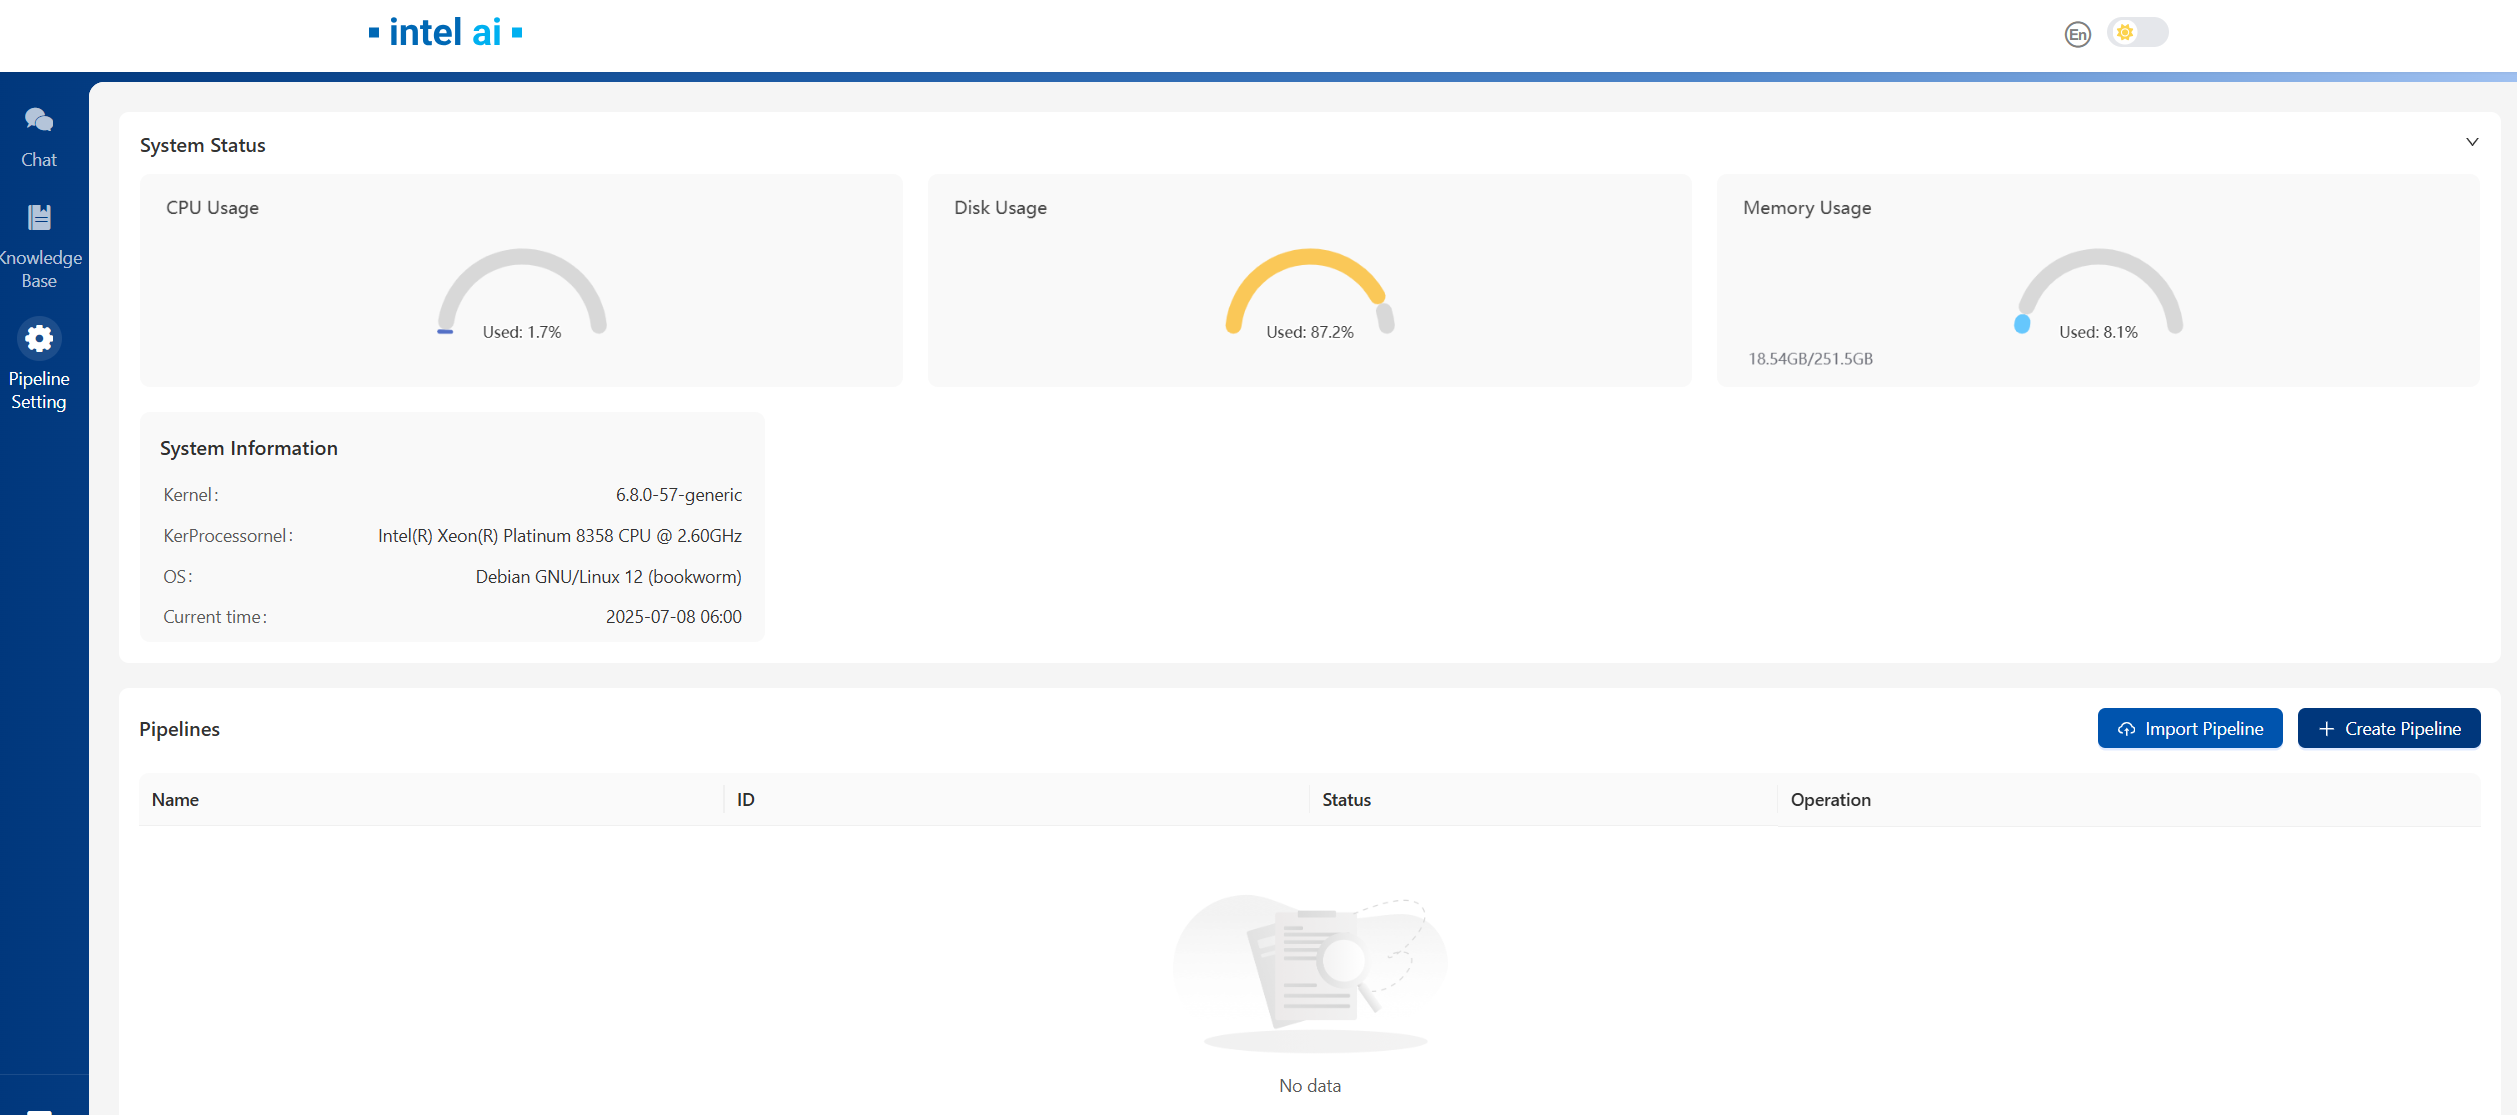 intel ai
En
Chat
Knowledge
Base
Pipeline
Setting
System Status
CPU Usage
Used: 1.7%
Disk Usage
Used: 87.2%
Memory Usage
Used: 8.1%
18.54GB/251.5GB
System Information
Kernel: 6.8.0-57-generic
KerProcessornel: Intel(R) Xeon(R) Platinum 8358 CPU @ 2.60GHz
OS: Debian GNU/Linux 12 (bookworm)
Current time: 2025-07-08 06:00
Pipelines
Import Pipeline
Create Pipeline
Name ID Status Operation
No data